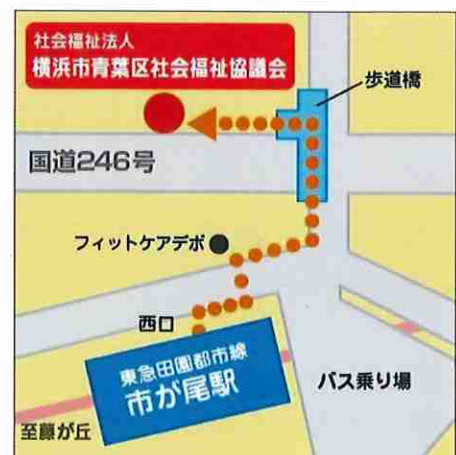 社会福祉法人
横浜市青葉区社会福祉協議会
歩道橋
国道246号
フィットケアデポ
西口
東急田園都市線
市が尾駅
バス乗り場
至藤が丘